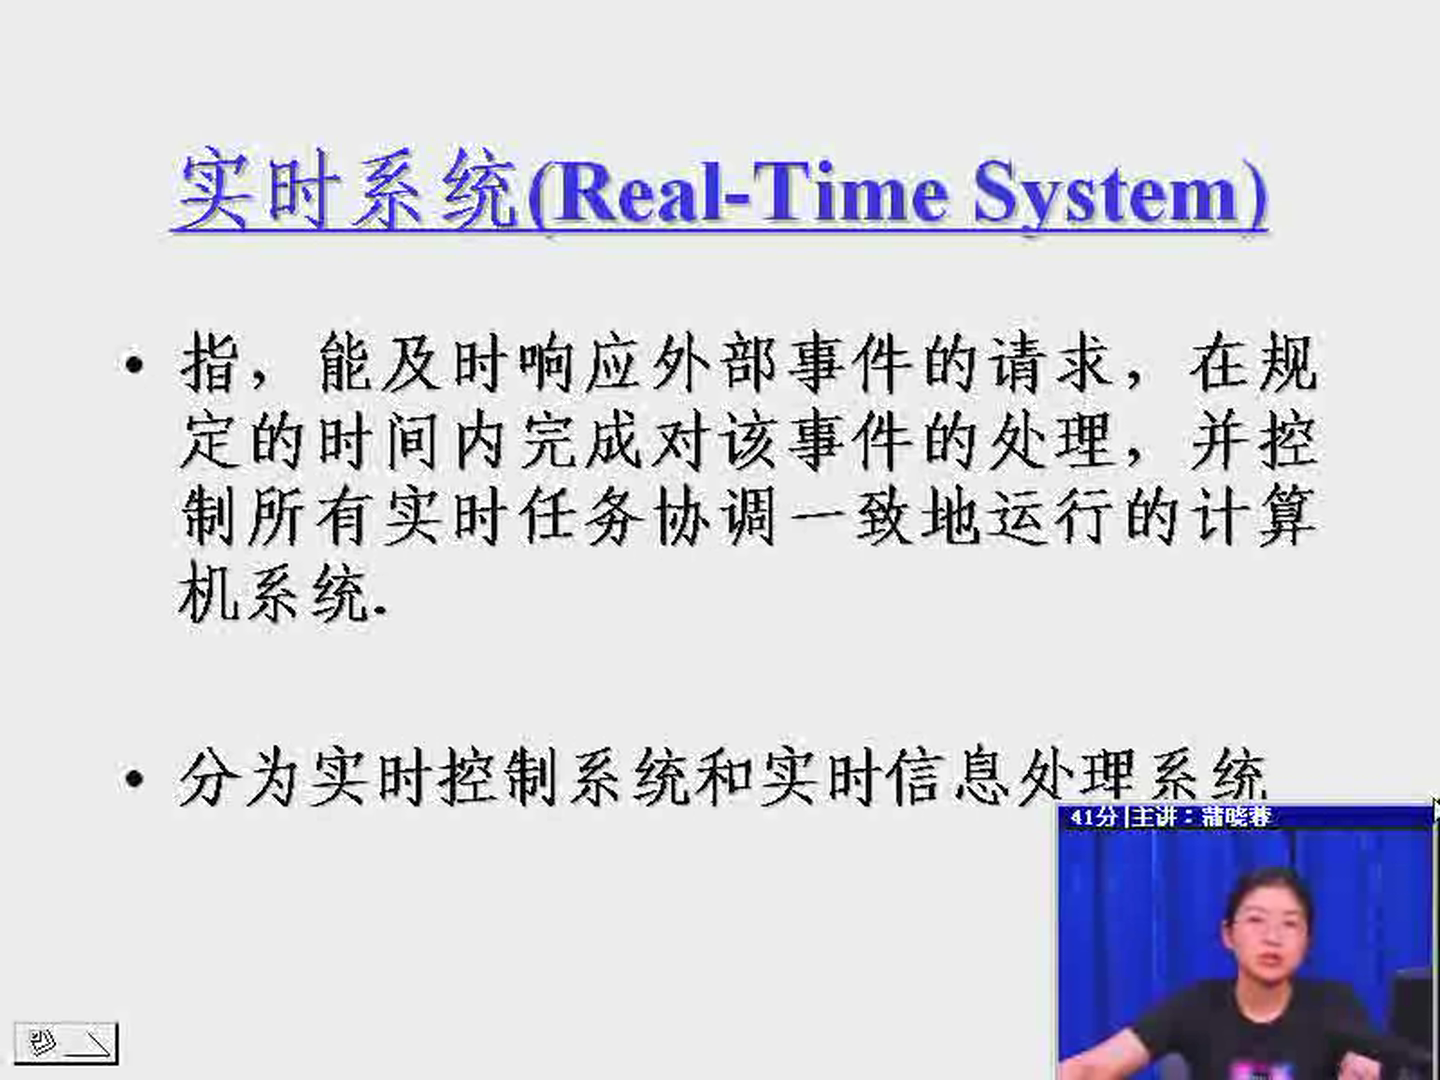 实时系统(Real-Time System)
• 指，能及时响应外部事件的请求，在规
定的时间内完成对该事件的处理，并控
制所有实时任务协调一致地运行的计算
机系统.
• 分为实时控制系统和实时信息处理系统
41分|主讲：蒲晓蓉